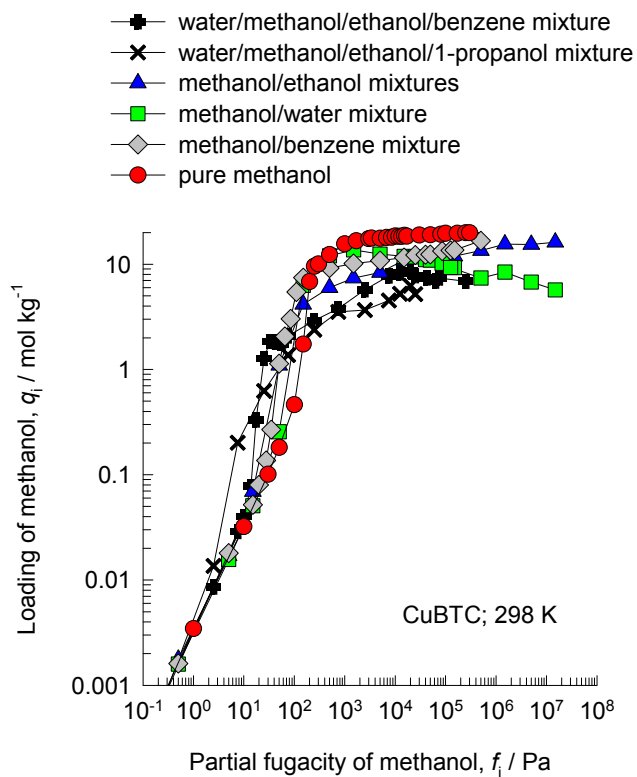 water/methanol/ethanol/benzene mixture
water/methanol/ethanol/1-propanol mixture
methanol/ethanol mixtures
methanol/water mixture
methanol/benzene mixture
pure methanol
Loading of methanol, qᵢ / mol kg⁻¹
10
1
0.1
0.01
0.001
CuBTC; 298 K
10⁻¹ 10⁰ 10¹ 10² 10³ 10⁴ 10⁵ 10⁶ 10⁷ 10⁸
Partial fugacity of methanol, fᵢ / Pa